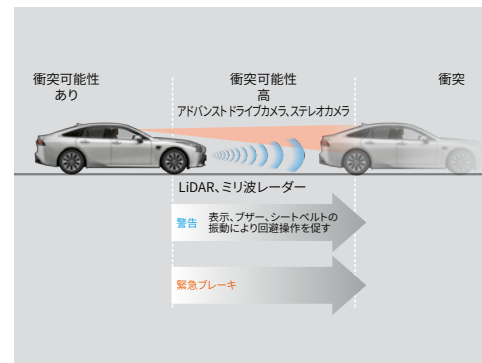 衝突可能性
あり
衝突可能性
高
アドバンストドライブカメラ、ステレオカメラ
衝突
LiDAR、ミリ波レーダー
警告
表示、ブザー、シートベルトの
振動により回避操作を促す
緊急ブレーキ